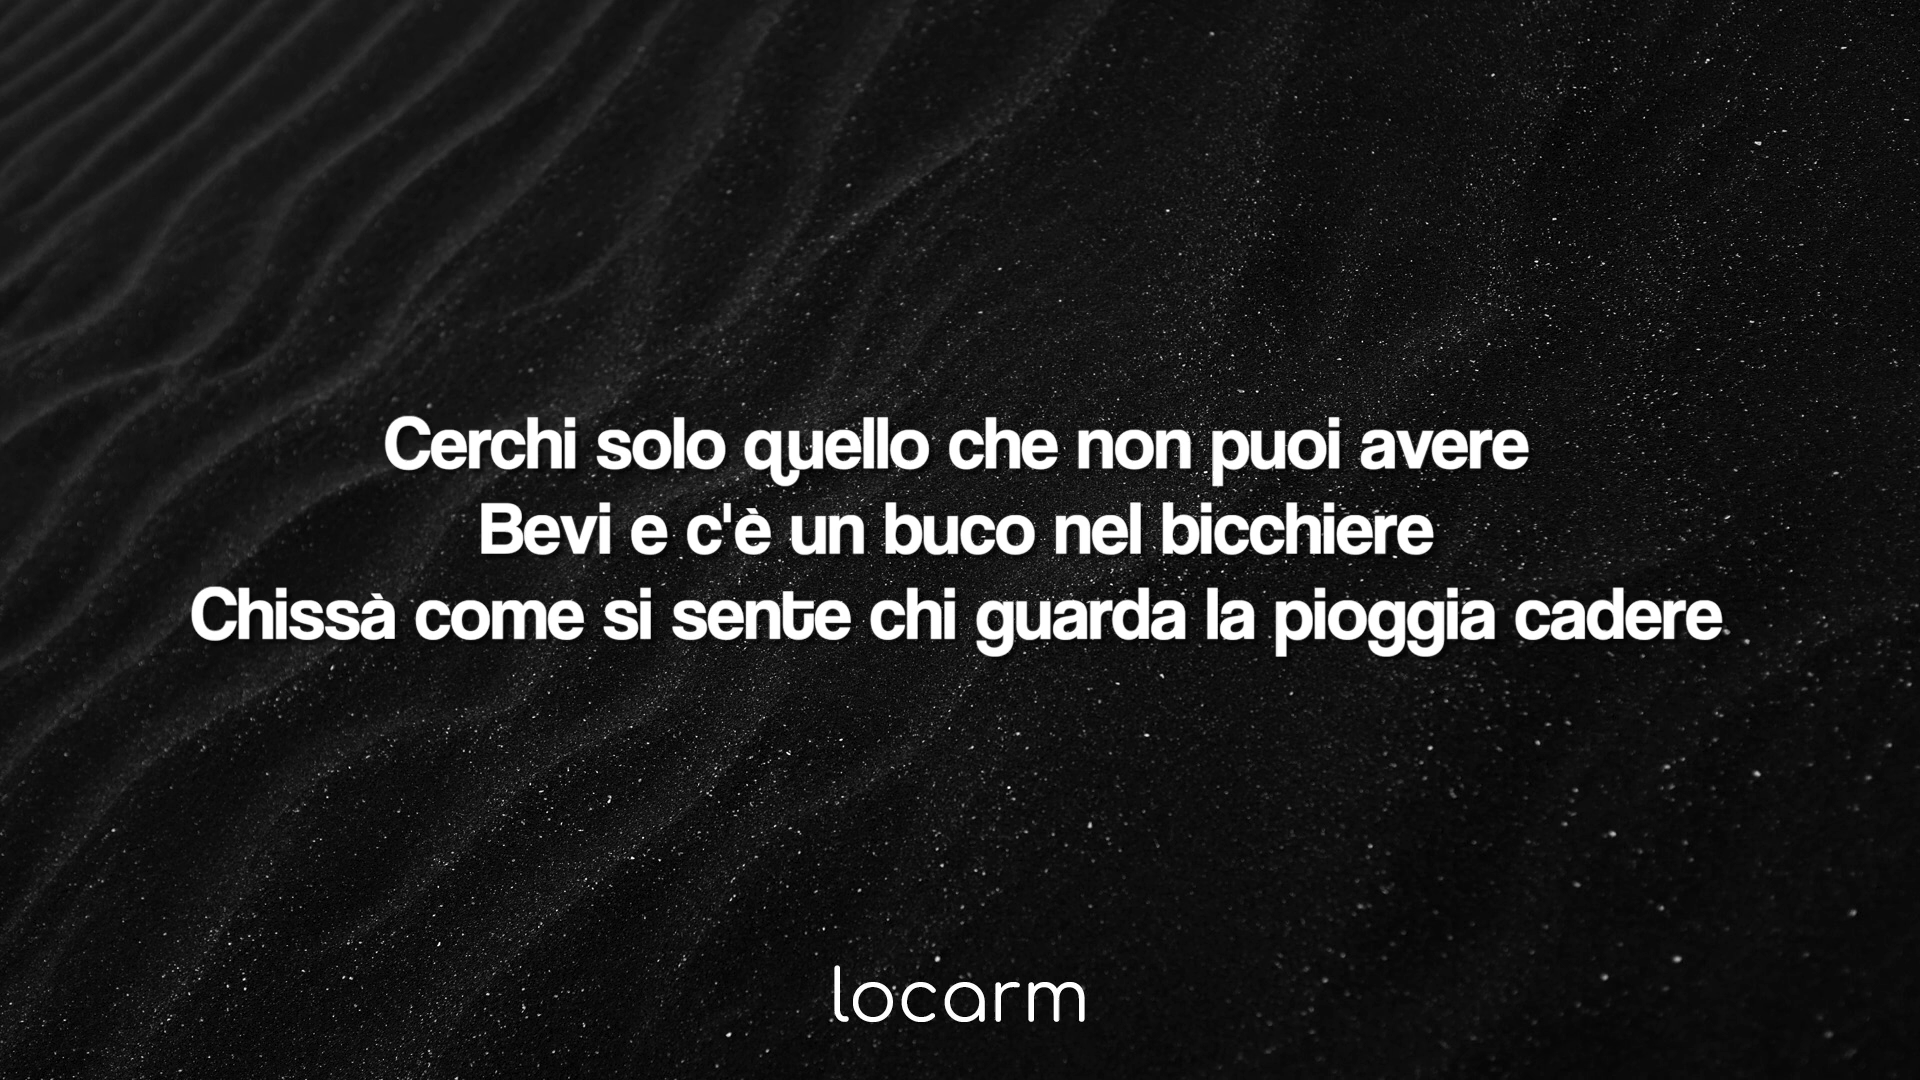 Cerchi solo quello che non puoi avere
Bevi e c'è un buco nel bicchiere
Chissà come si sente chi guarda la pioggia cadere
locarm